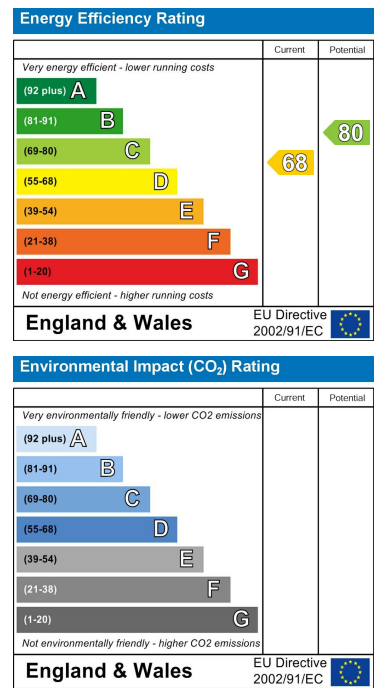 Energy Efficiency Rating
Current Potential
Very energy efficient - lower running costs
(92 plus) A
(81-91) B
80
(69-80) C
68
(55-68) D
(39-54) E
(21-38) F
(1-20) G
Not energy efficient - higher running costs
England & Wales
EU Directive
2002/91/EC
Environmental Impact (CO₂) Rating
Current Potential
Very environmentally friendly - lower CO2 emissions
(92 plus) A
(81-91) B
(69-80) C
(55-68) D
(39-54) E
(21-38) F
(1-20) G
Not environmentally friendly - higher CO2 emissions
England & Wales
EU Directive
2002/91/EC